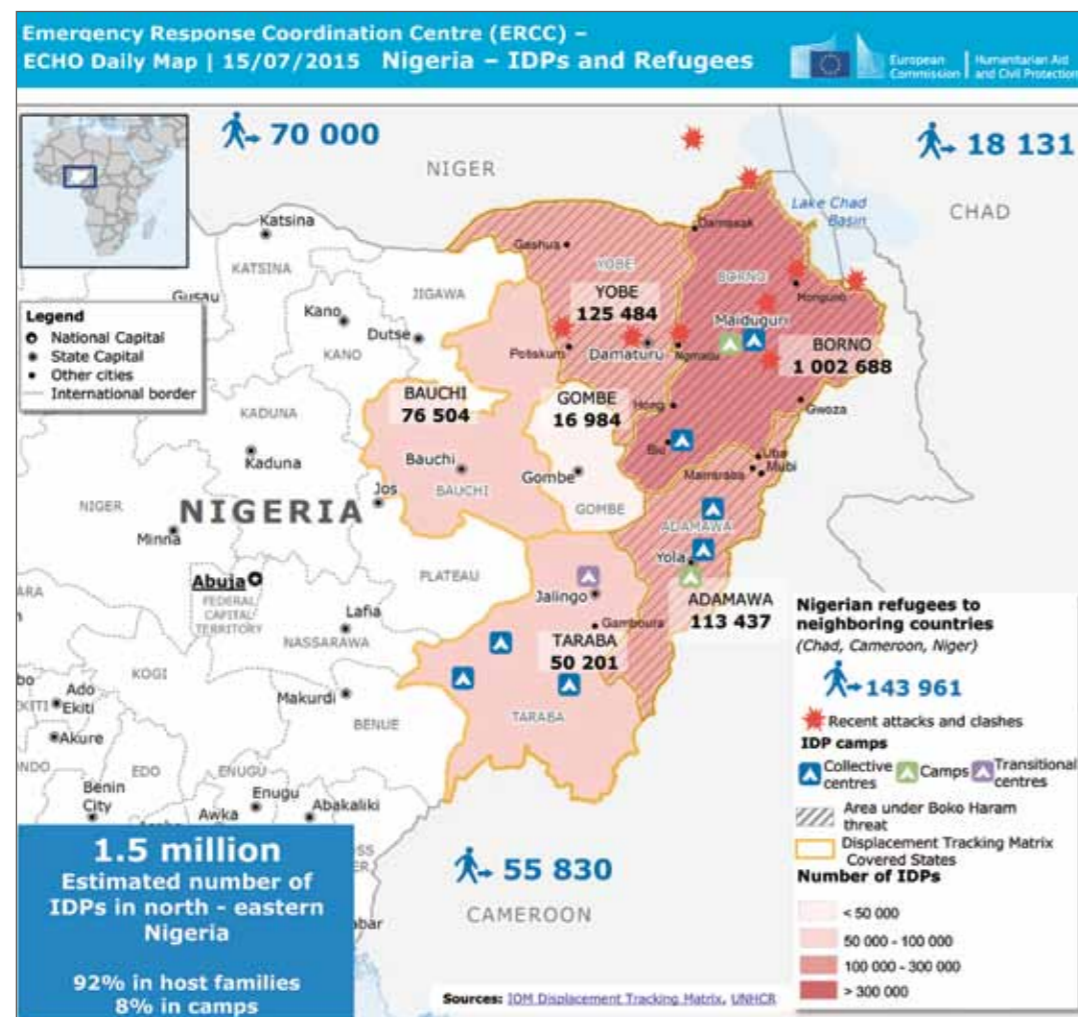 Emergency Response Coordination Centre (ERCC) –
ECHO Daily Map | 15/07/2015 Nigeria – IDPs and Refugees
European
Commission
Humanitarian Aid
and Civil Protection
70 000
18 131
NIGER
CHAD
Lake Chad
Basin
Katsina
KATSINA
Gashua
Damasak
YOBE
BORNO
Gusau
JIGAWA
YOBE
125 484
Monguno
Legend
National Capital
State Capital
Other cities
International border
Kano
Dutse
KANO
Potiskum
Damaturu
Ngmadu
Maiduguri
BORNO
1 002 688
BAUCHI
76 504
GOMBE
16 984
Hong
Gwoza
KADUNA
Kaduna
Bauchi
BAUCHI
Gombe
GOMBE
Biu
Uba
Mubi
Mairaraba
Jos
NIGER
NIGERIA
Minna
ADAMAWA
Yola
PLATEAU
Abuja
FEDERAL
CAPITAL
TERRITORY
Jalingo
Lafia
NASSARAWA
Gamboura
ADAMAWA
113 437
TARABA
50 201
KOGI
Ado
Ekiti
Makurdi
BENUE
TARABA
Akure
EDO
ENUGU
Benin
City
Enugu
Awka
Abakaliki
Nigerian refugees to
neighboring countries
(Chad, Cameroon, Niger)
143 961
Recent attacks and clashes
IDP camps
Collective
centres
Camps
Transitional
centres
Area under Boko Haram
threat
Displacement Tracking Matrix
Covered States
Number of IDPs
< 50 000
50 000 - 100 000
100 000 - 300 000
> 300 000
1.5 million
Estimated number of
IDPs in north - eastern
Nigeria
92% in host families
8% in camps
55 830
CAMEROON
Sources: IOM Displacement Tracking Matrix, UNHCR